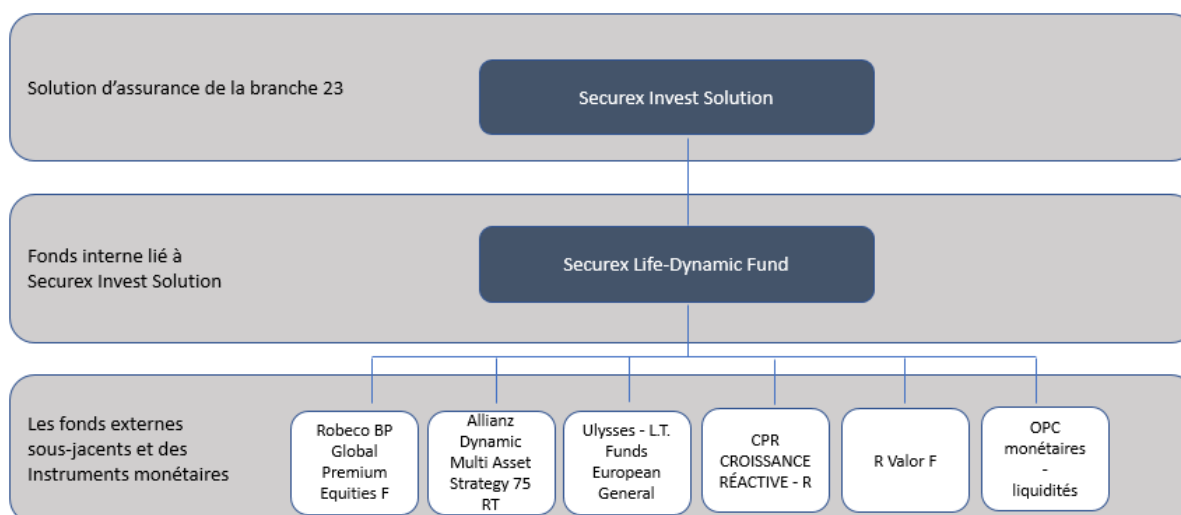 Solution d'assurance de la branche 23
Securex Invest Solution
Fonds interne lié à
Securex Invest Solution
Securex Life-Dynamic Fund
Les fonds externes
sous-jacents et des
Instruments monétaires
Robeco BP
Global
Premium
Equities F
Allianz
Dynamic
Multi Asset
Strategy 75
RT
Ulysses - L.T.
Funds
European
General
CPR
CROISSANCE
RÉACTIVE - R
R Valor F
OPC
monétaires
-
liquidités